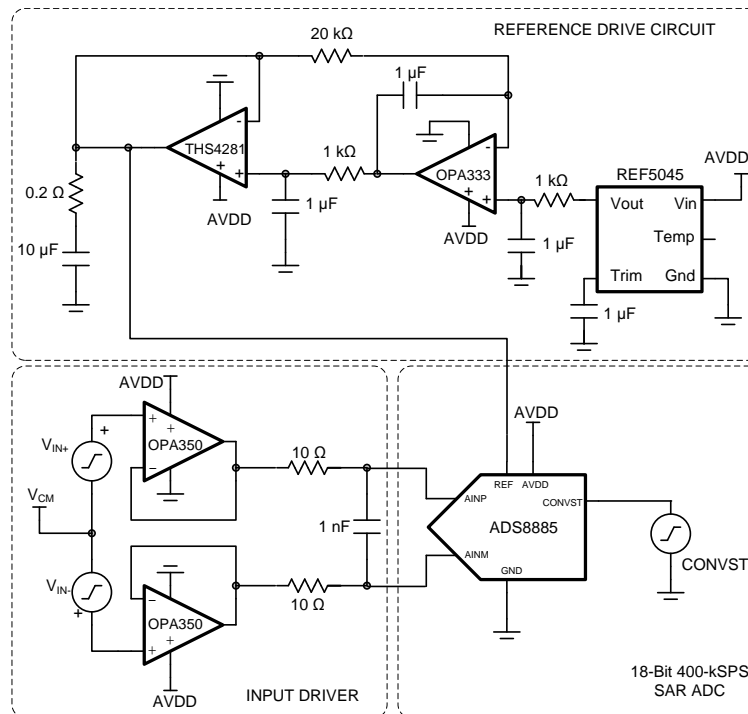 REFERENCE DRIVE CIRCUIT
20 kΩ
1 µF
-
THS4281
+
+
AVDD
1 kΩ
1 µF
-
OPA333
+
+
AVDD
1 kΩ
1 µF
REF5045
AVDD
Vout
Vin
Temp
Trim
Gnd
1 µF
0.2 Ω
10 µF
AVDD
+
+
OPA350
−
VIN+
+
VCM
VIN-
+
10 Ω
1 nF
10 Ω
−
OPA350
+
+
AVDD
INPUT DRIVER
AVDD
REF
AVDD
CONVST
AINP
ADS8885
AINM
GND
CONVST
18-Bit 400-kSPS
SAR ADC